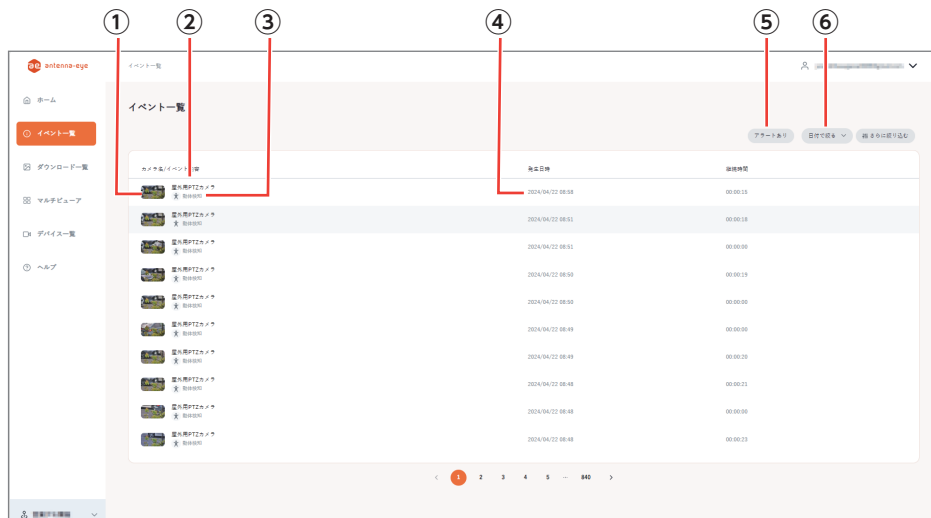 ① ② ③ ④ ⑤ ⑥
ae antenna-eye
イベント一覧
ホーム
イベント一覧
ダウンロード一覧
マルチビューア
デバイス一覧
ヘルプ
イベント一覧
アラートあり 日付で絞る さらに絞り込む
カメラ名/イベント内容 発生日時 継続時間
屋外用PTZカメラ
動体検知 2024/04/22 08:58 00:00:15
屋外用PTZカメラ
動体検知 2024/04/22 08:51 00:00:18
屋外用PTZカメラ
動体検知 2024/04/22 08:51 00:00:00
屋外用PTZカメラ
動体検知 2024/04/22 08:50 00:00:19
屋外用PTZカメラ
動体検知 2024/04/22 08:50 00:00:00
屋外用PTZカメラ
動体検知 2024/04/22 08:49 00:00:00
屋外用PTZカメラ
動体検知 2024/04/22 08:49 00:00:20
屋外用PTZカメラ
動体検知 2024/04/22 08:48 00:00:21
屋外用PTZカメラ
動体検知 2024/04/22 08:48 00:00:00
屋外用PTZカメラ
動体検知 2024/04/22 08:48 00:00:23
< 1 2 3 4 5 … 840 >